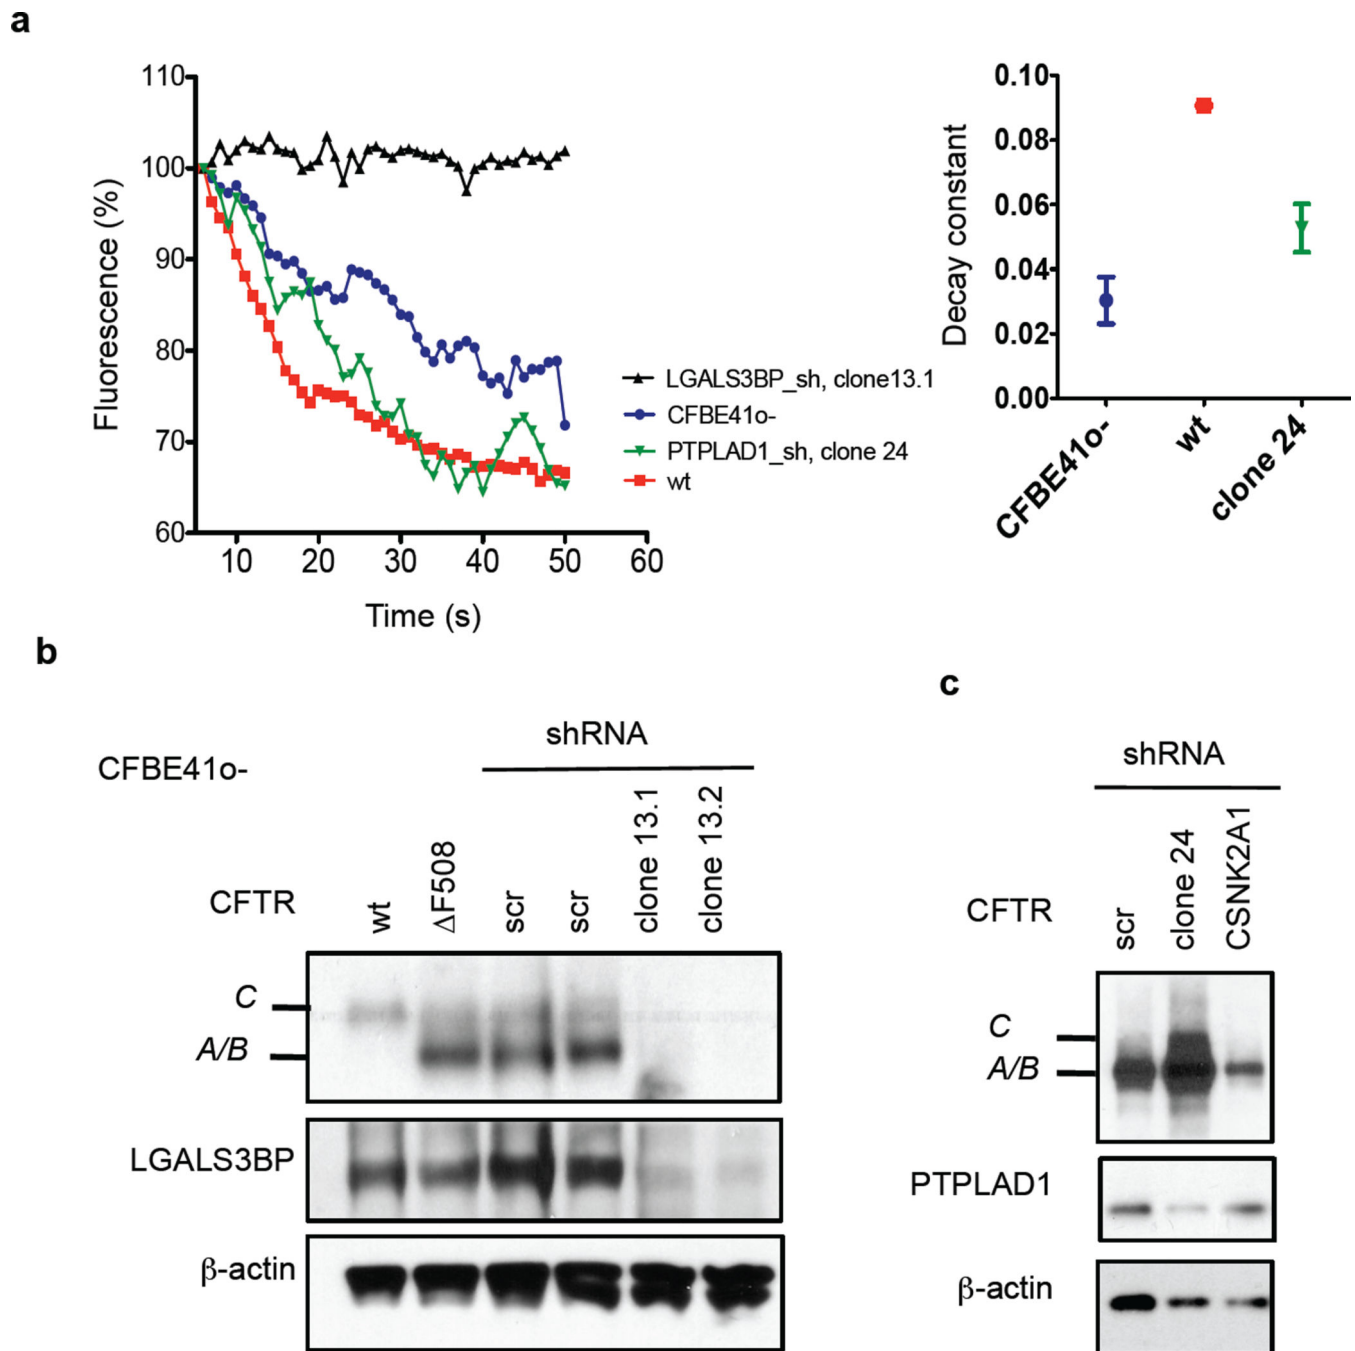 a
110
100
90
80
70
60
Fluorescence (%)
10 20 30 40 50 60
Time (s)
LGALS3BP_sh, clone13.1
CFBE41o-
PTPLAD1_sh, clone 24
wt
0.10
0.08
0.06
0.04
0.02
0.00
Decay constant
CFBE41o-
wt
clone 24
b
CFBE41o-
shRNA
CFTR
wt
ΔF508
scr
scr
clone 13.1
clone 13.2
C
A/B
LGALS3BP
β-actin
c
shRNA
CFTR
scr
clone 24
CSNK2A1
C
A/B
PTPLAD1
β-actin